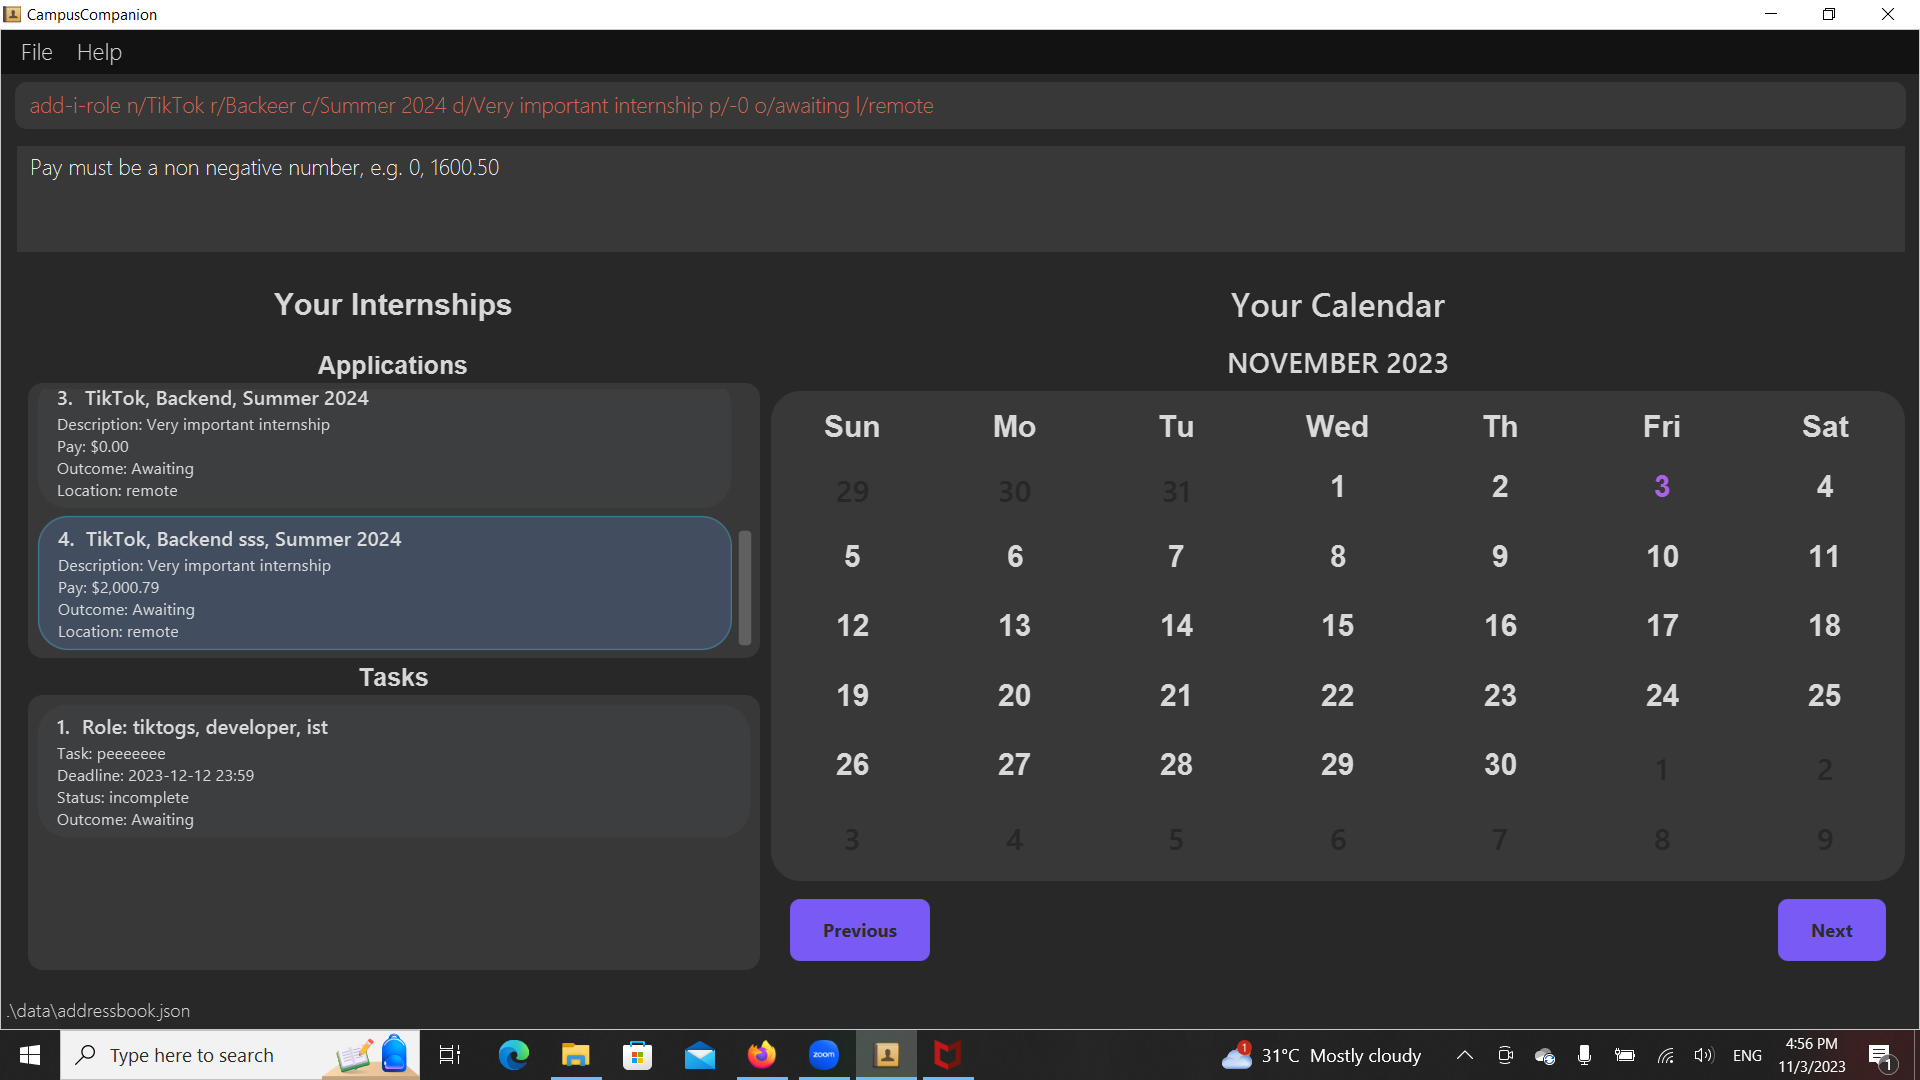 CampusCompanion
File Help
add-i-role n/TikTok r/Backeer c/Summer 2024 d/Very important internship p/-0 o/awaiting l/remote
Pay must be a non negative number, e.g. 0, 1600.50
Your Internships
Applications
3. TikTok, Backend, Summer 2024
Description: Very important internship
Pay: $0.00
Outcome: Awaiting
Location: remote
4. TikTok, Backend sss, Summer 2024
Description: Very important internship
Pay: $2,000.79
Outcome: Awaiting
Location: remote
Tasks
1. Role: tiktogs, developer, ist
Task: peeeeeee
Deadline: 2023-12-12 23:59
Status: incomplete
Outcome: Awaiting
Your Calendar
NOVEMBER 2023
Sun Mo Tu Wed Th Fri Sat
29 30 31 1 2 3 4
5 6 7 8 9 10 11
12 13 14 15 16 17 18
19 20 21 22 23 24 25
26 27 28 29 30 1 2
3 4 5 6 7 8 9
Previous Next
.\data\addressbook.json
Type here to search
zoom
1
31°C Mostly cloudy
ENG
4:56 PM
11/3/2023
1